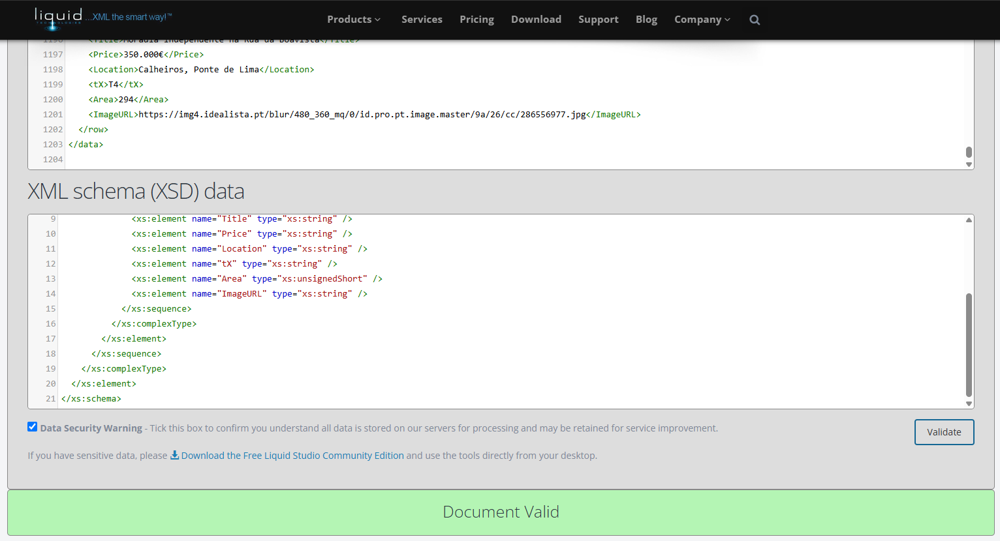 liquid ...XML the smart way!™ Products Services Pricing Download Support Blog Company
TECHNOLOGIES
1196 <Title>Moradia independente na Rua da Boavista</Title>
1197 <Price>350.000€</Price>
1198 <Location>Calheiros, Ponte de Lima</Location>
1199 <tX>T4</tX>
1200 <Area>294</Area>
1201 <ImageURL>https://img4.idealista.pt/blur/480_360_mq/0/id.pro.pt.image.master/9a/26/cc/286556977.jpg</ImageURL>
1202 </row>
1203 </data>
1204
XML schema (XSD) data
9 <xs:element name="Title" type="xs:string" />
10 <xs:element name="Price" type="xs:string" />
11 <xs:element name="Location" type="xs:string" />
12 <xs:element name="tX" type="xs:string" />
13 <xs:element name="Area" type="xs:unsignedShort" />
14 <xs:element name="ImageURL" type="xs:string" />
15 </xs:sequence>
16 </xs:complexType>
17 </xs:element>
18 </xs:sequence>
19 </xs:complexType>
20 </xs:element>
21 </xs:schema>
Data Security Warning - Tick this box to confirm you understand all data is stored on our servers for processing and may be retained for service improvement.
Validate
If you have sensitive data, please Download the Free Liquid Studio Community Edition and use the tools directly from your desktop.
Document Valid